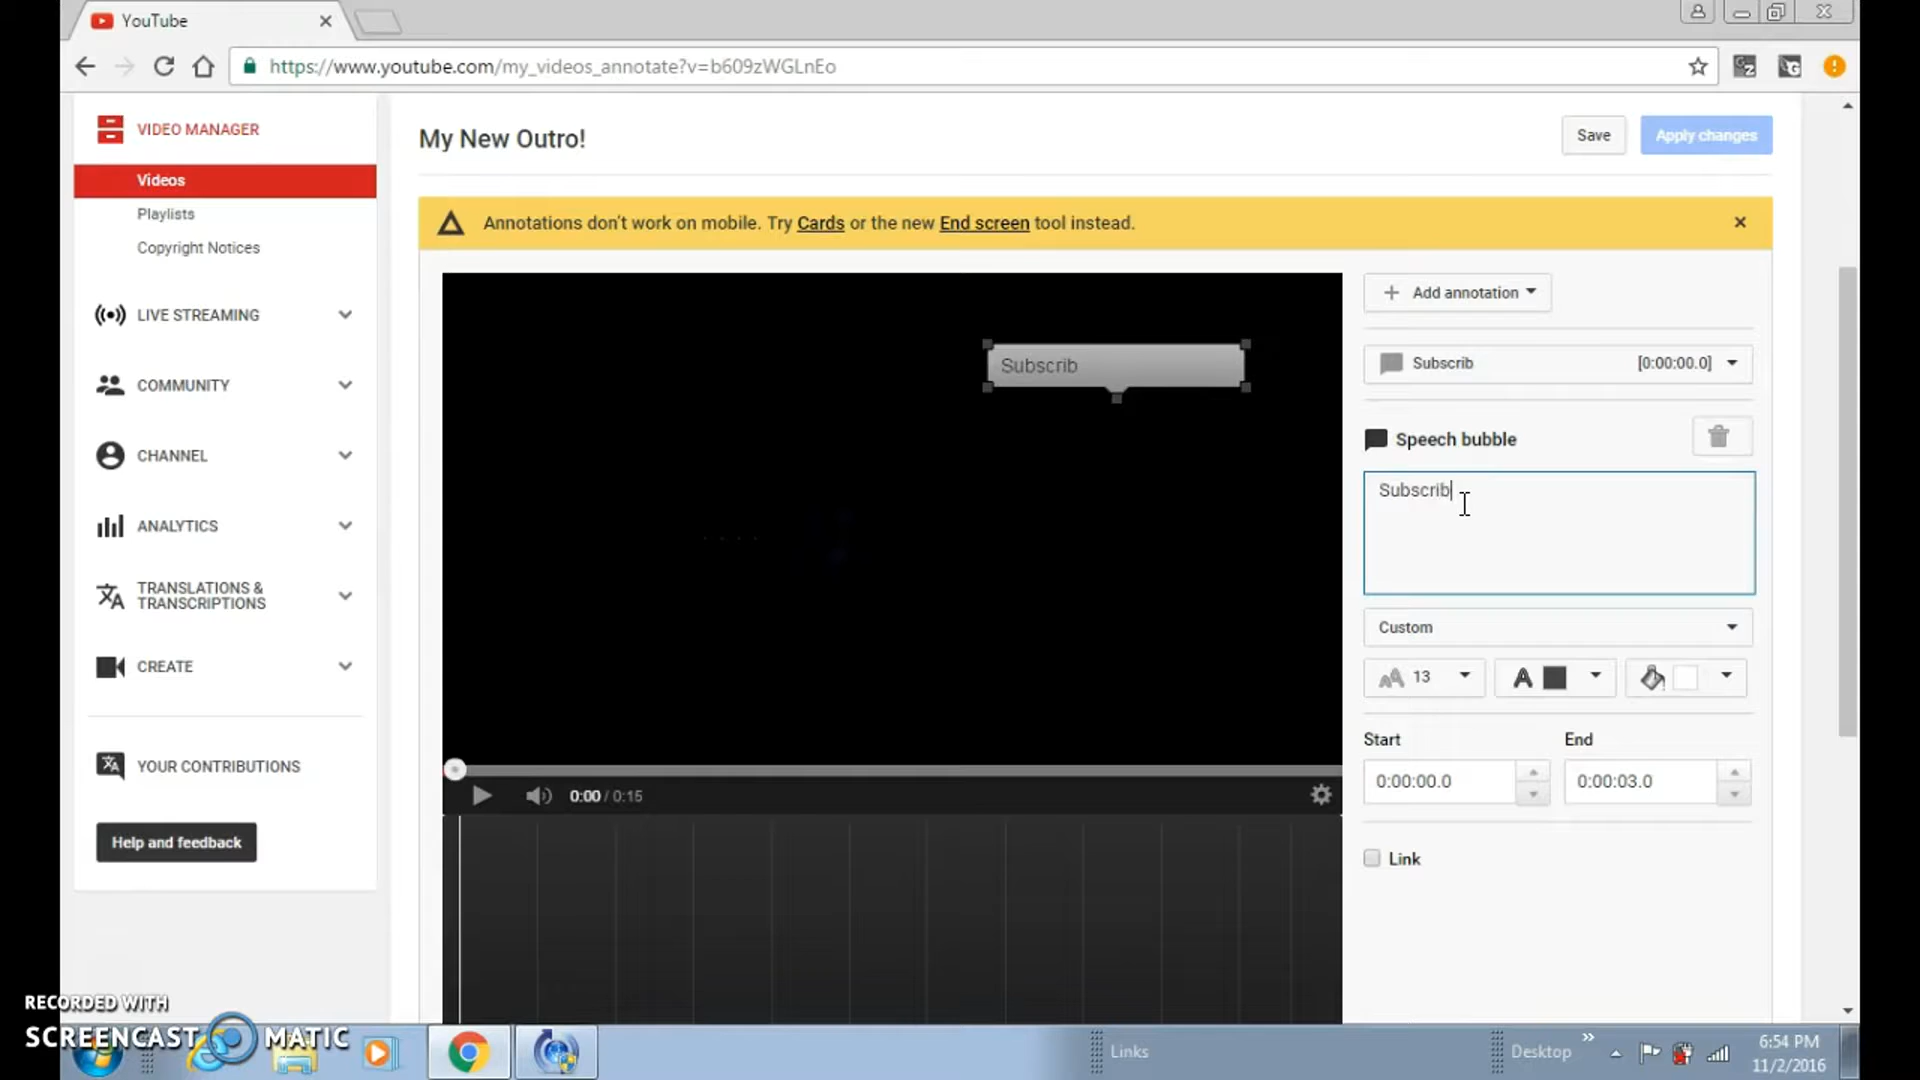 YouTube
https://www.youtube.com/my_videos_annotate?v=b609zWGLnEo
VIDEO MANAGER
Videos
Playlists
Copyright Notices
LIVE STREAMING
COMMUNITY
CHANNEL
ANALYTICS
TRANSLATIONS &
TRANSCRIPTIONS
CREATE
YOUR CONTRIBUTIONS
Help and feedback
My New Outro!
Save
Apply changes
Annotations don't work on mobile. Try Cards or the new End screen tool instead.
Subscrib
0:00 / 0:15
+ Add annotation
Subscrib [0:00:00.0]
Speech bubble
Subscrib
Custom
13
A
Start End
0:00:00.0 0:00:03.0
Link
RECORDED WITH
SCREENCAST MATIC
Links
Desktop
6:54 PM
11/2/2016